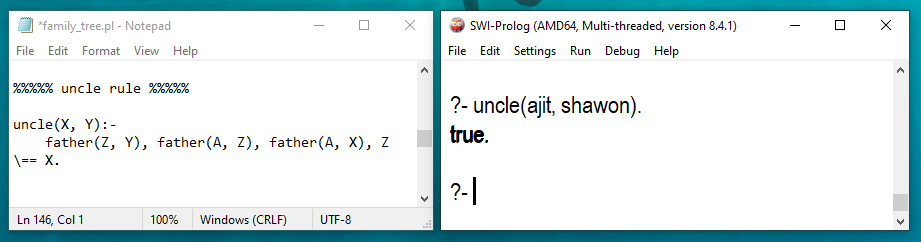 *family_tree.pl - Notepad
File Edit Format View Help
%%%%% uncle rule %%%%%
uncle(X, Y):-
father(Z, Y), father(A, Z), father(A, X), Z
\== X.
Ln 146, Col 1 100% Windows (CRLF) UTF-8
SWI-Prolog (AMD64, Multi-threaded, version 8.4.1)
File Edit Settings Run Debug Help
?- uncle(ajit, shawon).
true.
?-